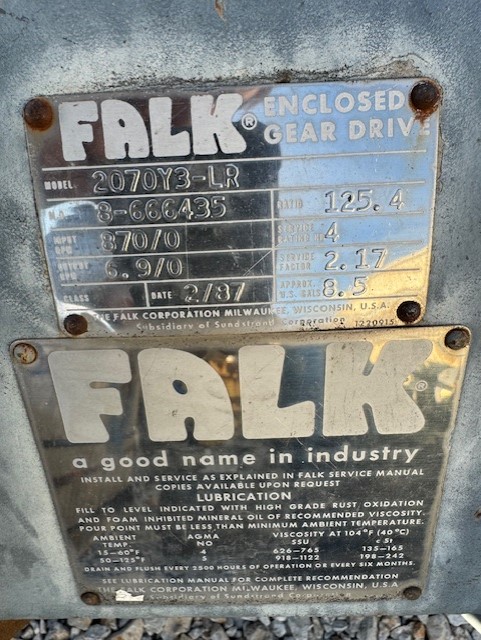 FALK® ENCLOSED
GEAR DRIVE
MODEL 2070Y3-LR
M.O. 8-666435 RATIO 125.4
INPUT RPM 870/0 SERVICE 4
OUTPUT RPM 6.9/0 SERVICE FACTOR 2.17
CLASS DATE 2/87 APPROX. U.S. GALS 8.5
THE FALK CORPORATION MILWAUKEE, WISCONSIN, U.S.A.
Subsidiary of Sundstrand Corporation 1220915
FALK®
a good name in industry
INSTALL AND SERVICE AS EXPLAINED IN FALK SERVICE MANUAL
COPIES AVAILABLE UPON REQUEST
LUBRICATION
FILL TO LEVEL INDICATED WITH HIGH GRADE RUST, OXIDATION
AND FOAM INHIBITED MINERAL OIL OF RECOMMENDED VISCOSITY.
POUR POINT MUST BE LESS THAN MINIMUM AMBIENT TEMPERATURE.
AMBIENT AGMA VISCOSITY AT 104°F (40°C)
TEMP. NO SSU cSt
15-60°F 4 626-765 135-165
50-125°F 5 918-1122 198-242
DRAIN AND FLUSH EVERY 2500 HOURS OF OPERATION OR EVERY SIX MONTHS.
SEE LUBRICATION MANUAL FOR COMPLETE RECOMMENDATION
THE FALK CORPORATION MILWAUKEE, WISCONSIN, U.S.A.
Subsidiary of Sundstrand Corporation